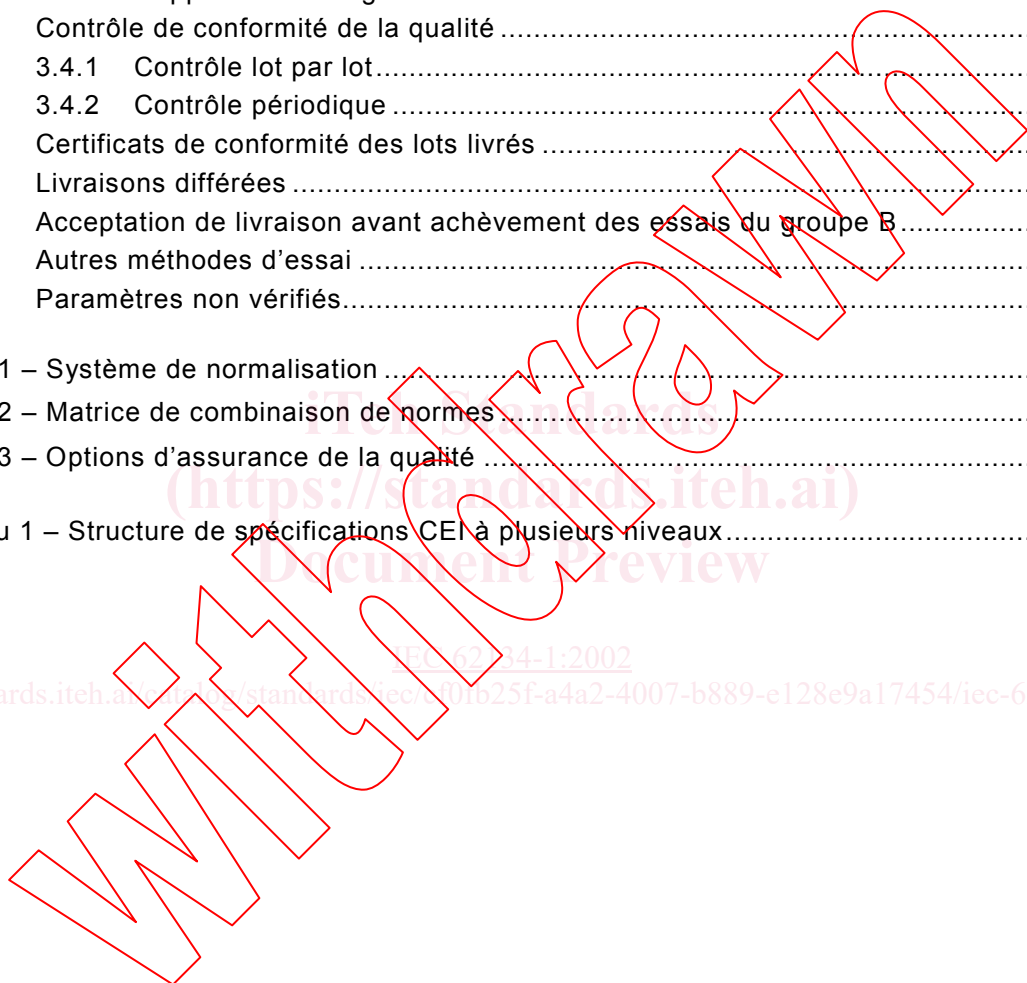 Contrôle de conformité de la qualité
3.4.1 Contrôle lot par lot
3.4.2 Contrôle périodique
Certificats de conformité des lots livrés
Livraisons différées
Acceptation de livraison avant achèvement des essais du groupe B
Autres méthodes d’essai
Paramètres non vérifiés
1 – Système de normalisation
2 – Matrice de combinaison de normes
3 – Options d’assurance de la qualité
u 1 – Structure de spécifications CEI à plusieurs niveaux
iTeh Standards
(https://standards.iteh.ai)
Document Preview
IEC 62134-1:2002
ards.iteh.ai/catalog/standards/iec/
-a4a2-4007-b889-e128e9a17454/iec-6
withdrawn